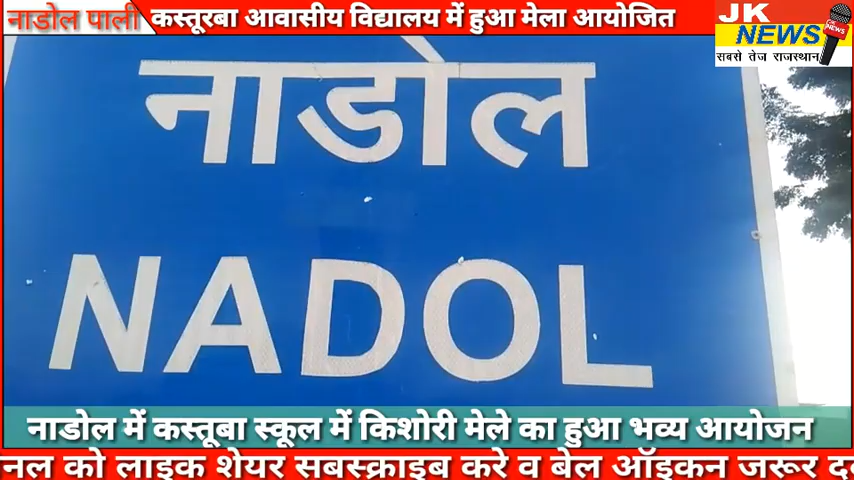 नाडोल पाली कस्तूरबा आवासीय विद्यालय में हुआ मेला आयोजित
JK
NEWS
सबसे तेज राजस्थान
नाडोल
NADOL
नाडोल में कस्तूबा स्कूल में किशोरी मेले का हुआ भव्य आयोजन
को लाइक शेयर सबस्क्राइब करे व बेल ऑइकन जरूर